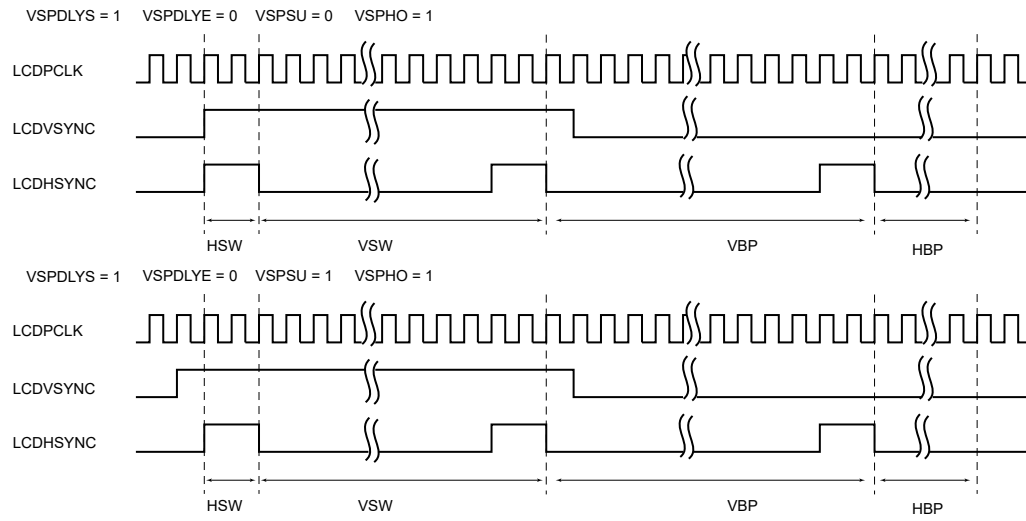 VSPDLYS = 1 VSPDLYE = 0 VSPSU = 0 VSPHO = 1
LCDPCLK
LCDVSYNC
LCDHSYNC
HSW VSW VBP HBP
VSPDLYS = 1 VSPDLYE = 0 VSPSU = 1 VSPHO = 1
LCDPCLK
LCDVSYNC
LCDHSYNC
HSW VSW VBP HBP